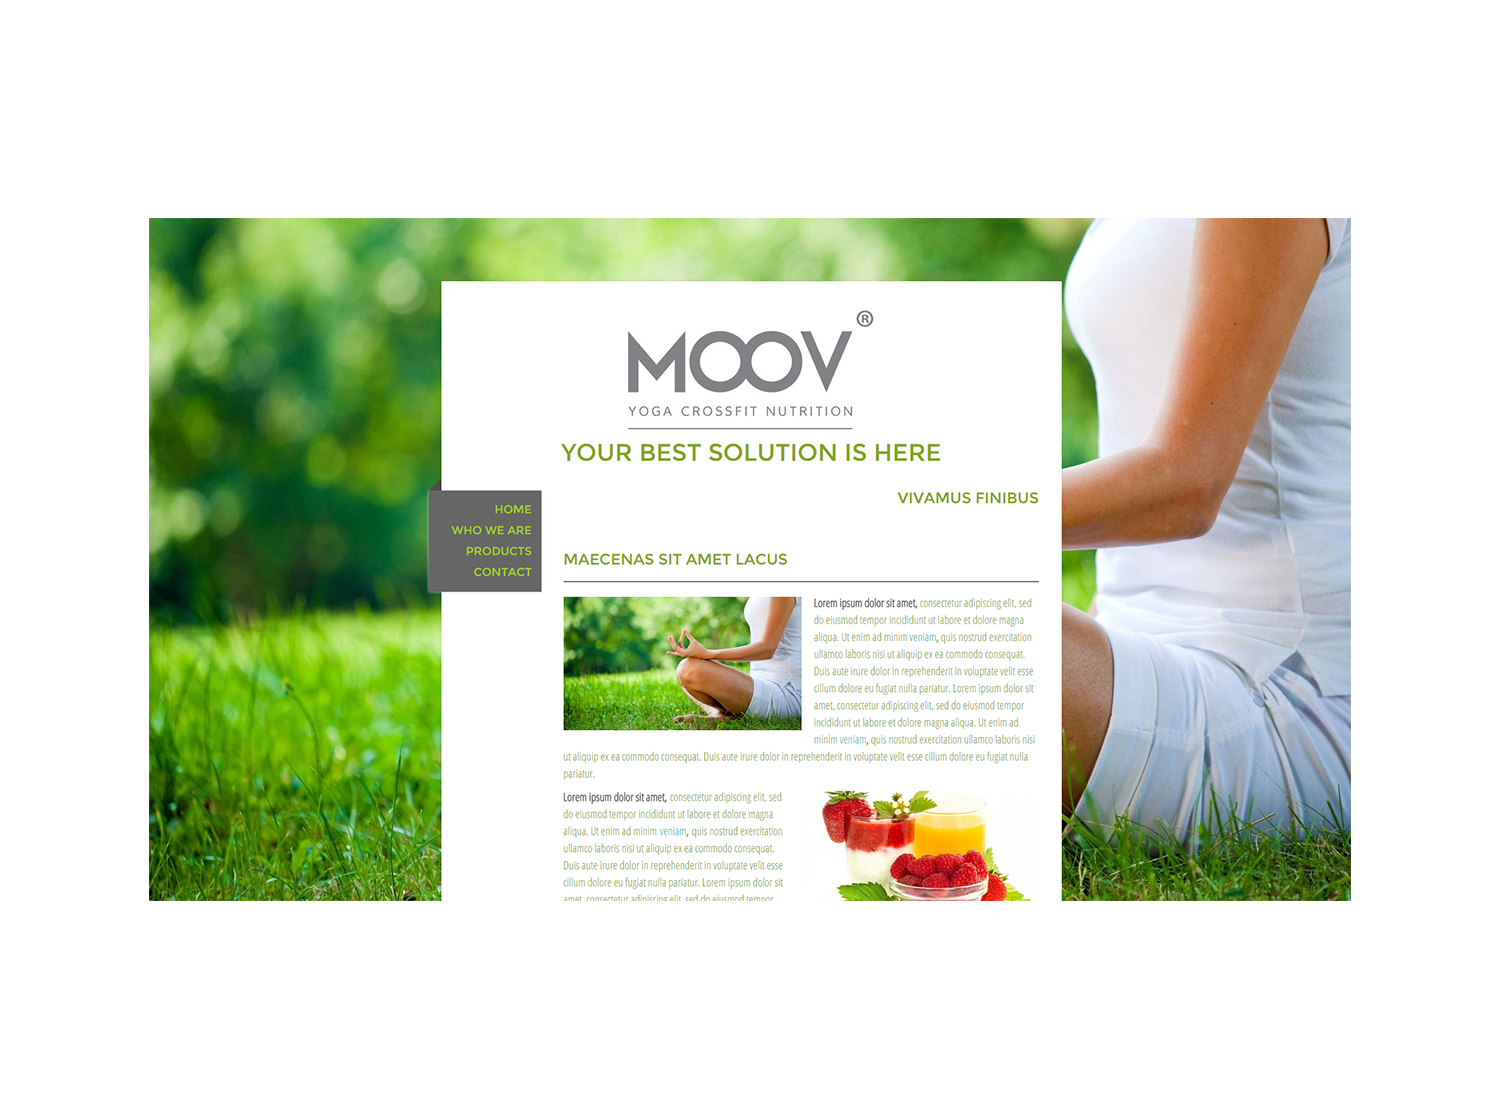 MOOV®
YOGA CROSSFIT NUTRITION
YOUR BEST SOLUTION IS HERE
VIVAMUS FINIBUS
HOME
WHO WE ARE
PRODUCTS
CONTACT
MAECENAS SIT AMET LACUS
Lorem ipsum dolor sit amet, consectetur adipiscing elit, sed
do eiusmod tempor incididunt ut labore et dolore magna
aliqua. Ut enim ad minim veniam, quis nostrud exercitation
ullamco laboris nisi ut aliquip ex ea commodo consequat.
Duis aute irure dolor in reprehenderit in voluptate velit esse
cillum dolore eu fugiat nulla pariatur. Lorem ipsum dolor sit
amet, consectetur adipiscing elit, sed do eiusmod tempor
incididunt ut labore et dolore magna aliqua. Ut enim ad
minim veniam, quis nostrud exercitation ullamco laboris nisi
ut aliquip ex ea commodo consequat. Duis aute irure dolor in reprehenderit in voluptate velit esse cillum dolore eu fugiat nulla
pariatur.
Lorem ipsum dolor sit amet, consectetur adipiscing elit, sed
do eiusmod tempor incididunt ut labore et dolore magna
aliqua. Ut enim ad minim veniam, quis nostrud exercitation
ullamco laboris nisi ut aliquip ex ea commodo consequat.
Duis aute irure dolor in reprehenderit in voluptate velit esse
cillum dolore eu fugiat nulla pariatur. Lorem ipsum dolor sit
amet, consectetur adipiscing elit, sed do eiusmod tempor